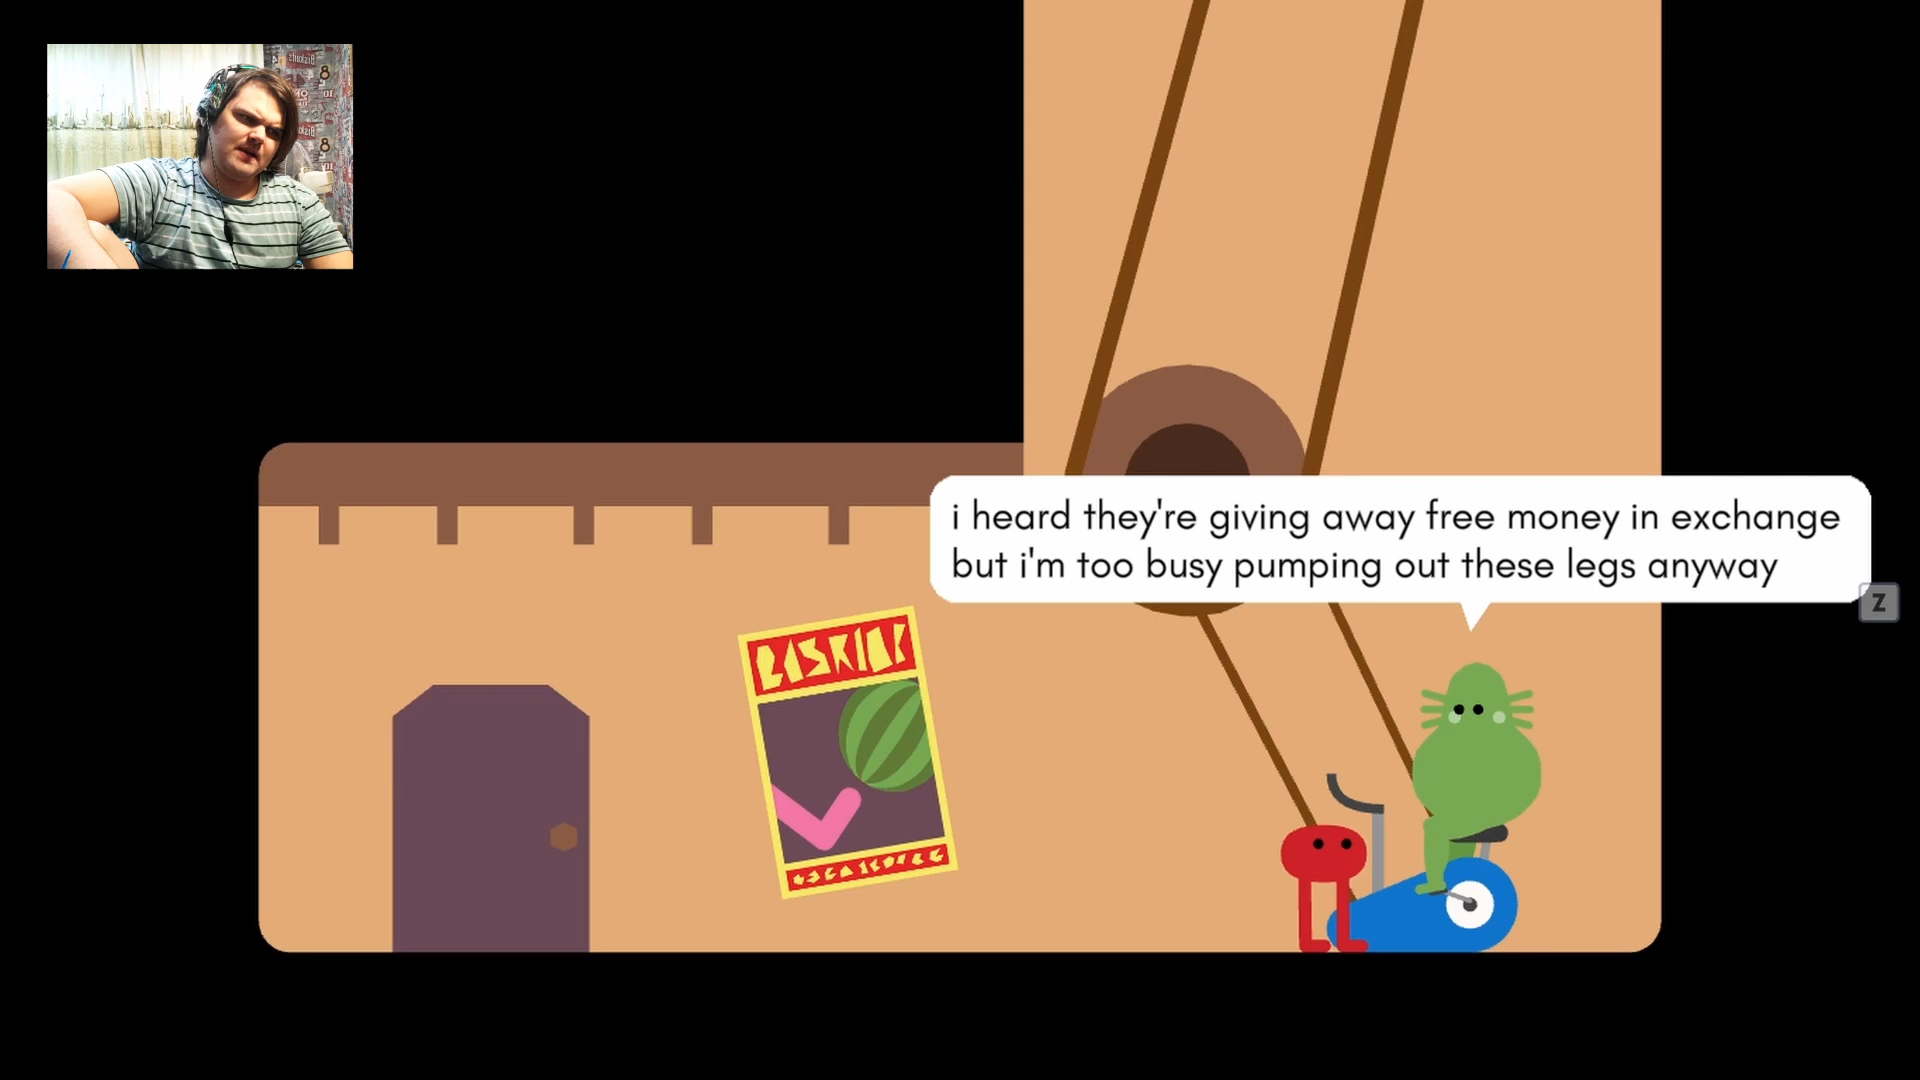 i heard they're giving away free money in exchange
but i'm too busy pumping out these legs anyway
Z